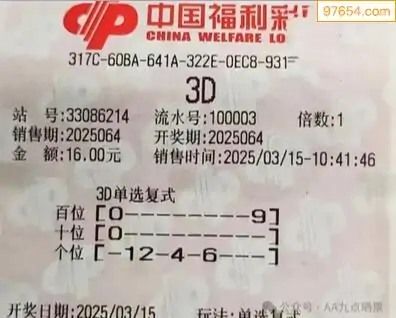 97654.com
中国福利彩
CHINA WELFARE LO
317C-60BA-641A-322E-0EC8-931
3D
站 号:33086214 流水号:100003 倍数:1
销售期:2025064 开奖期:2025064
金 额:16.00元 销售时间:2025/03/15-10:41:46
3D单选复式
百位[0--------9]
十位[0---------]
个位[-12-4-6---]
开奖日期:2025/03/15 玩法:单选复式
公众号·AA九点晒票